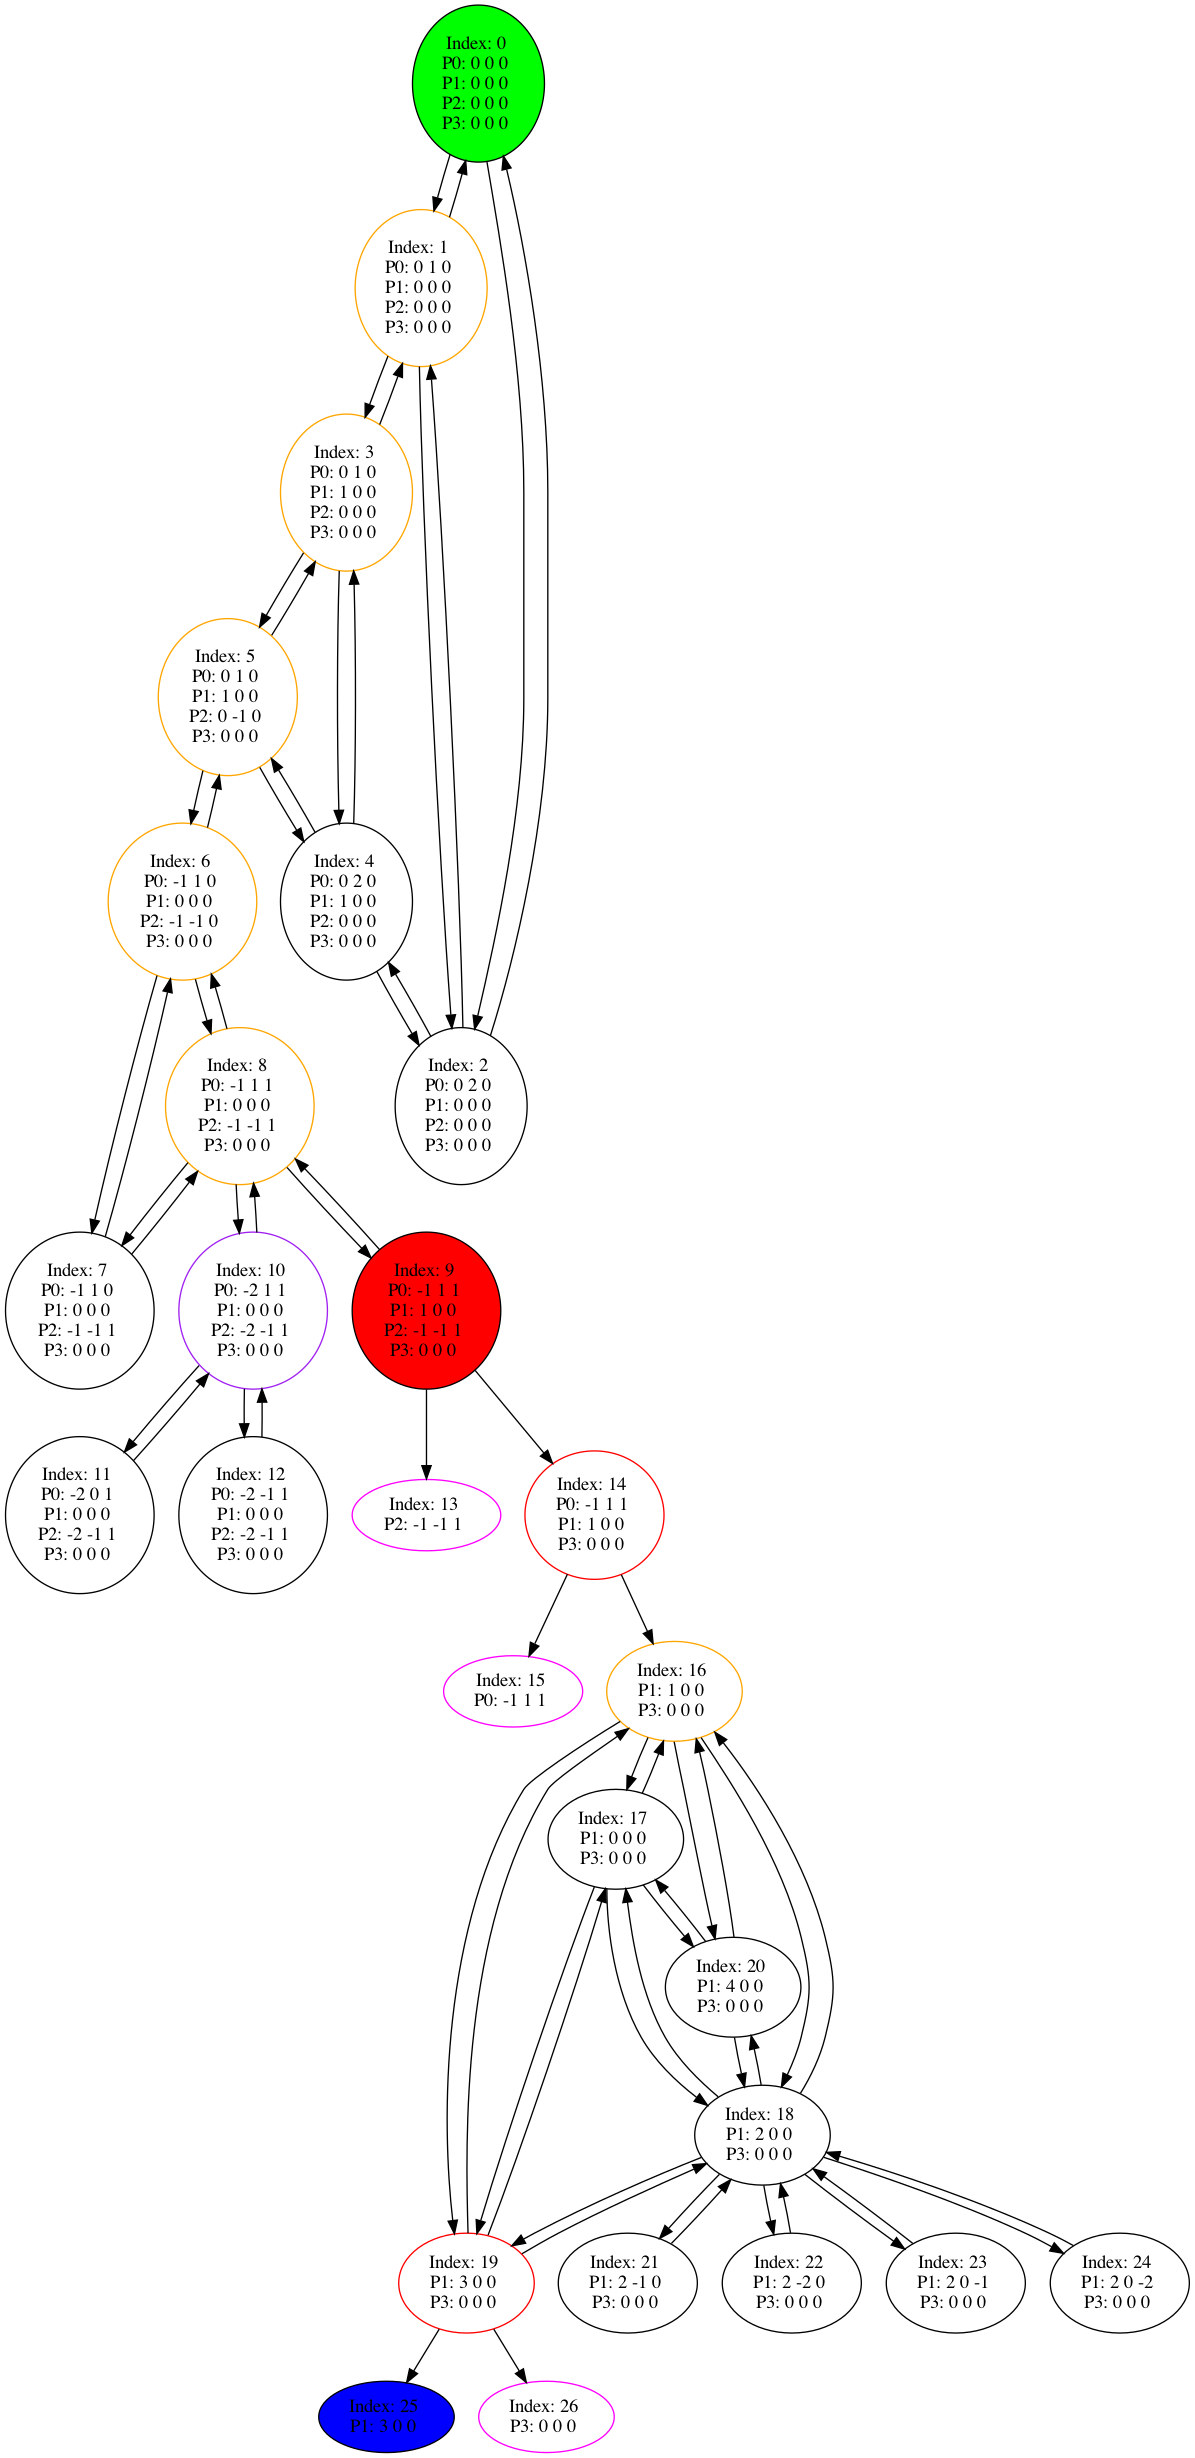 Index: 0
P0: 0 0 0
P1: 0 0 0
P2: 0 0 0
P3: 0 0 0
Index: 1
P0: 0 1 0
P1: 0 0 0
P2: 0 0 0
P3: 0 0 0
Index: 3
P0: 0 1 0
P1: 1 0 0
P2: 0 0 0
P3: 0 0 0
Index: 5
P0: 0 1 0
P1: 1 0 0
P2: 0 -1 0
P3: 0 0 0
Index: 6
P0: -1 1 0
P1: 0 0 0
P2: -1 -1 0
P3: 0 0 0
Index: 4
P0: 0 2 0
P1: 1 0 0
P2: 0 0 0
P3: 0 0 0
Index: 8
P0: -1 1 1
P1: 0 0 0
P2: -1 -1 1
P3: 0 0 0
Index: 2
P0: 0 2 0
P1: 0 0 0
P2: 0 0 0
P3: 0 0 0
Index: 7
P0: -1 1 0
P1: 0 0 0
P2: -1 -1 1
P3: 0 0 0
Index: 10
P0: -2 1 1
P1: 0 0 0
P2: -2 -1 1
P3: 0 0 0
Index: 9
P0: -1 1 1
P1: 1 0 0
P2: -1 -1 1
P3: 0 0 0
Index: 11
P0: -2 0 1
P1: 0 0 0
P2: -2 -1 1
P3: 0 0 0
Index: 12
P0: -2 -1 1
P1: 0 0 0
P2: -2 -1 1
P3: 0 0 0
Index: 13
P2: -1 -1 1
Index: 14
P0: -1 1 1
P1: 1 0 0
P3: 0 0 0
Index: 15
P0: -1 1 1
Index: 16
P1: 1 0 0
P3: 0 0 0
Index: 17
P1: 0 0 0
P3: 0 0 0
Index: 20
P1: 4 0 0
P3: 0 0 0
Index: 18
P1: 2 0 0
P3: 0 0 0
Index: 19
P1: 3 0 0
P3: 0 0 0
Index: 21
P1: 2 -1 0
P3: 0 0 0
Index: 22
P1: 2 -2 0
P3: 0 0 0
Index: 23
P1: 2 0 -1
P3: 0 0 0
Index: 24
P1: 2 0 -2
P3: 0 0 0
Index: 25
P1: 3 0 0
Index: 26
P3: 0 0 0